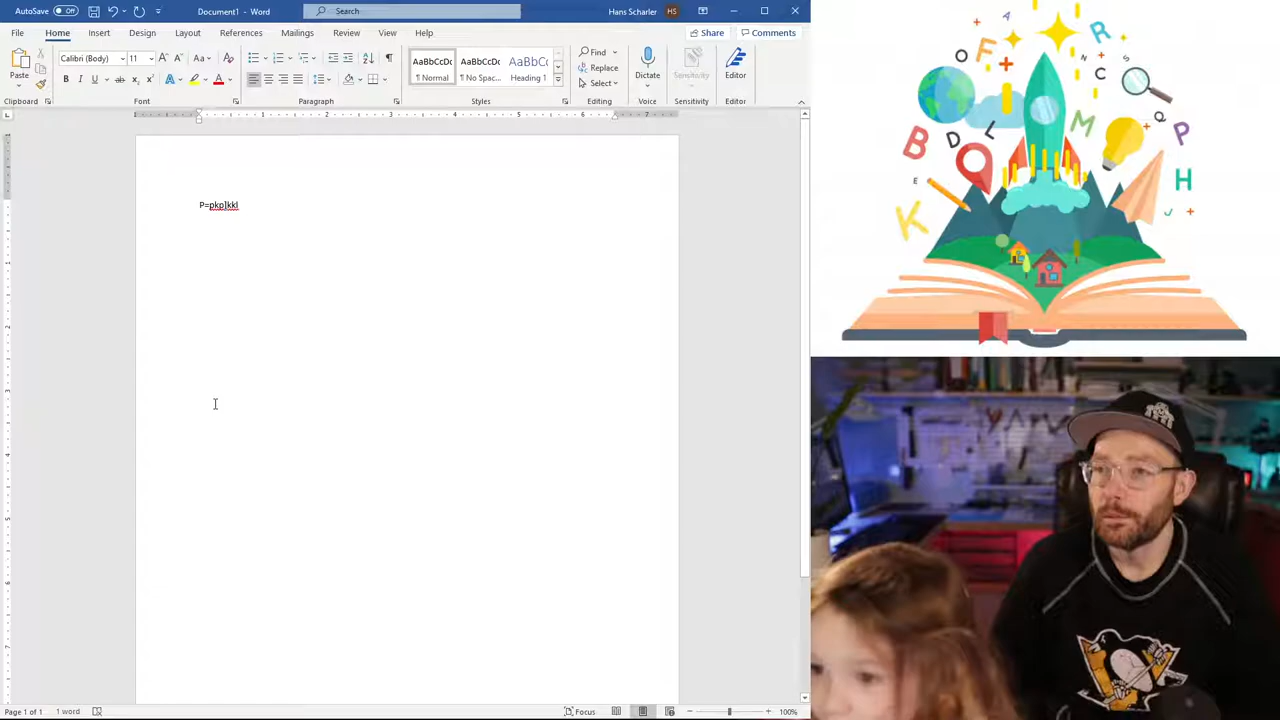 AutoSave Off Document1 - Word Search Hans Scharler HS
File Home Insert Design Layout References Mailings Review View Help Share Comments
Paste
Calibri (Body) 11
AaBbCcDc AaBbCcDc AaBbCc
¶ Normal ¶ No Spac... Heading 1
Find
Replace
Select
Dictate Sensitivity Editor
Clipboard Font Paragraph Styles Editing Voice Sensitivity Editor
P=pkp]kkl
Page 1 of 1 1 word Focus 100%
A R
O F N S
C
B D L M Q P
E H
K J